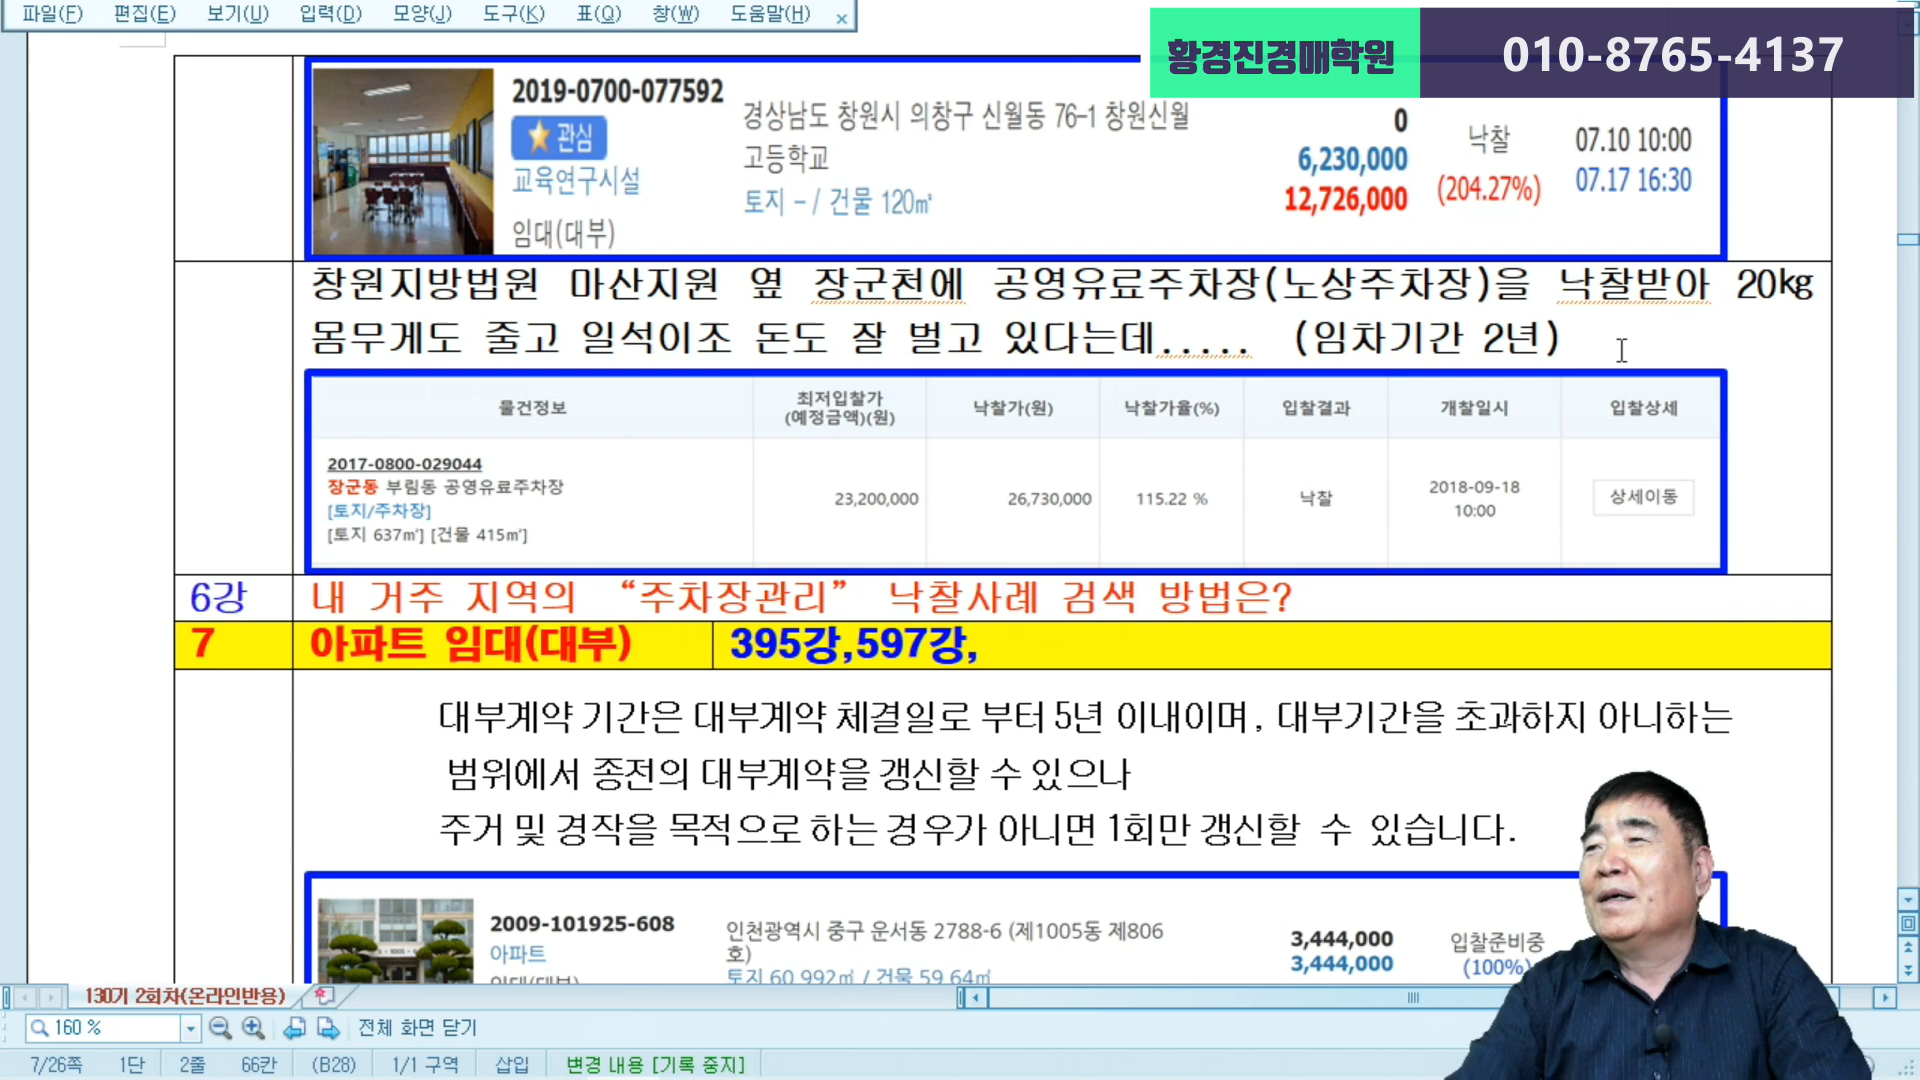 파일(F) 편집(E) 보기(U) 입력(D) 모양(J) 도구(K) 표(Q) 창(W) 도움말(H)
황경진경매학원 010-8765-4137
2019-0700-077592
관심
교육연구시설
임대(대부)
경상남도 창원시 의창구 신월동 76-1 창원신월
고등학교
토지 - / 건물 120㎡
0
6,230,000
12,726,000
낙찰
(204.27%)
07.10 10:00
07.17 16:30
창원지방법원 마산지원 옆 장군천에 공영유료주차장(노상주차장)을 낙찰받아 20kg
몸무게도 줄고 일석이조 돈도 잘 벌고 있다는데..... (임차기간 2년)
물건정보
최저입찰가
(예정금액)(원)
낙찰가(원)
낙찰가율(%)
입찰결과
개찰일시
입찰상세
2017-0800-029044
장군동 부림동 공영유료주차장
[토지/주차장]
[토지 637㎡] [건물 415㎡]
23,200,000
26,730,000
115.22 %
낙찰
2018-09-18
10:00
상세이동
6강 내 거주 지역의 “주차장관리” 낙찰사례 검색 방법은?
7 아파트 임대(대부) 395강,597강,
대부계약 기간은 대부계약 체결일로 부터 5년 이내이며, 대부기간을 초과하지 아니하는
범위에서 종전의 대부계약을 갱신할 수 있으나
주거 및 경작을 목적으로 하는 경우가 아니면 1회만 갱신할 수 있습니다.
2009-101925-608
아파트
임대(대부)
인천광역시 중구 운서동 2788-6 (제1005동 제806
호)
토지 60.992㎡ / 건물 59.64㎡
3,444,000
3,444,000
입찰준비중
(100%)
130기 2회차(온라인반용)
160 % 전체 화면 닫기
7/26쪽 1단 2줄 66칸 (B28) 1/1 구역 삽입 변경 내용 [기록 중지]